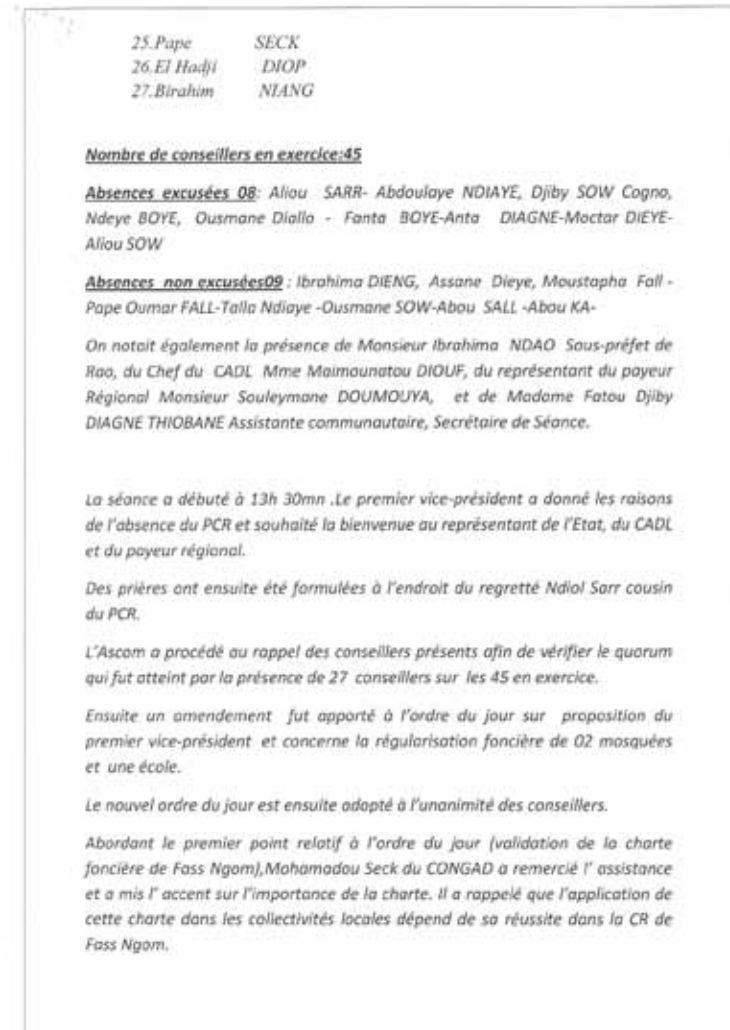 25.Pape SECK
26.El Hadji DIOP
27.Birahim NIANG
Nombre de conseillers en exercice:45
Absences excusées 08: Aliou SARR- Abdoulaye NDIAYE, Djiby SOW Cogno,
Ndeye BOYE, Ousmane Diallo - Fanta BOYE-Anta DIAGNE-Moctar DIEYE-
Aliou SOW
Absences non excusées09 : Ibrahima DIENG, Assane Dieye, Moustapha Fall -
Pape Oumar FALL-Talla Ndiaye -Ousmane SOW-Abou SALL -Abou KA-
On notait également la présence de Monsieur Ibrahima NDAO Sous-préfet de
Rao, du Chef du CADL Mme Maimounatou DIOUF, du représentant du payeur
Régional Monsieur Souleymane DOUMOUYA, et de Madame Fatou Djiby
DIAGNE THIOBANE Assistante communautaire, Secrétaire de Séance.
La séance a débuté à 13h 30mn .Le premier vice-président a donné les raisons
de l'absence du PCR et souhaité la bienvenue au représentant de l'Etat, du CADL
et du payeur régional.
Des prières ont ensuite été formulées à l'endroit du regretté Ndiol Sarr cousin
du PCR.
L'Ascom a procédé au rappel des conseillers présents afin de vérifier le quorum
qui fut atteint par la présence de 27 conseillers sur les 45 en exercice.
Ensuite un amendement fut apporté à l'ordre du jour sur proposition du
premier vice-président et concerne la régularisation foncière de 02 mosquées
et une école.
Le nouvel ordre du jour est ensuite adopté à l'unanimité des conseillers.
Abordant le premier point relatif à l'ordre du jour (validation de la charte
foncière de Fass Ngom),Mohamadou Seck du CONGAD a remercié l' assistance
et a mis l' accent sur l'importance de la charte. Il a rappelé que l'application de
cette charte dans les collectivités locales dépend de sa réussite dans la CR de
Fass Ngom.